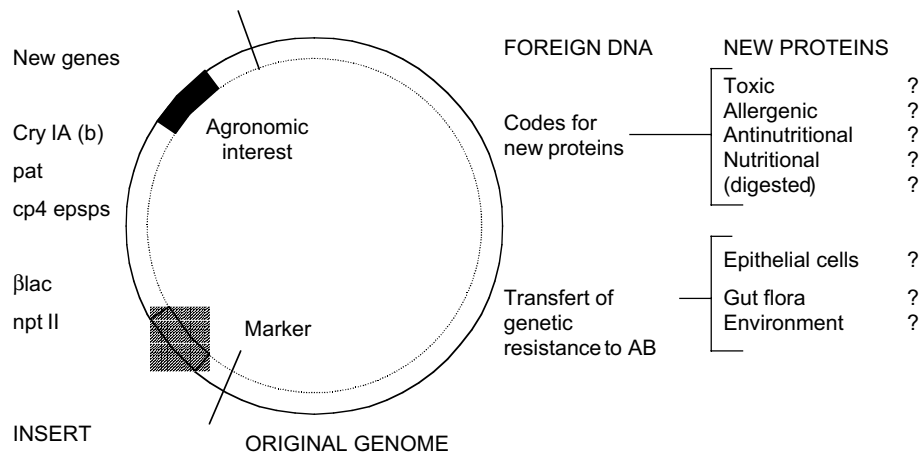 New genes
Cry IA (b)
pat
cp4 epsps
βlac
npt II
INSERT
Agronomic
interest
Marker
ORIGINAL GENOME
FOREIGN DNA
Codes for
new proteins
Transfert of
genetic
resistance to AB
NEW PROTEINS
Toxic ?
Allergenic ?
Antinutritional ?
Nutritional ?
(digested) ?
Epithelial cells ?
Gut flora ?
Environment ?